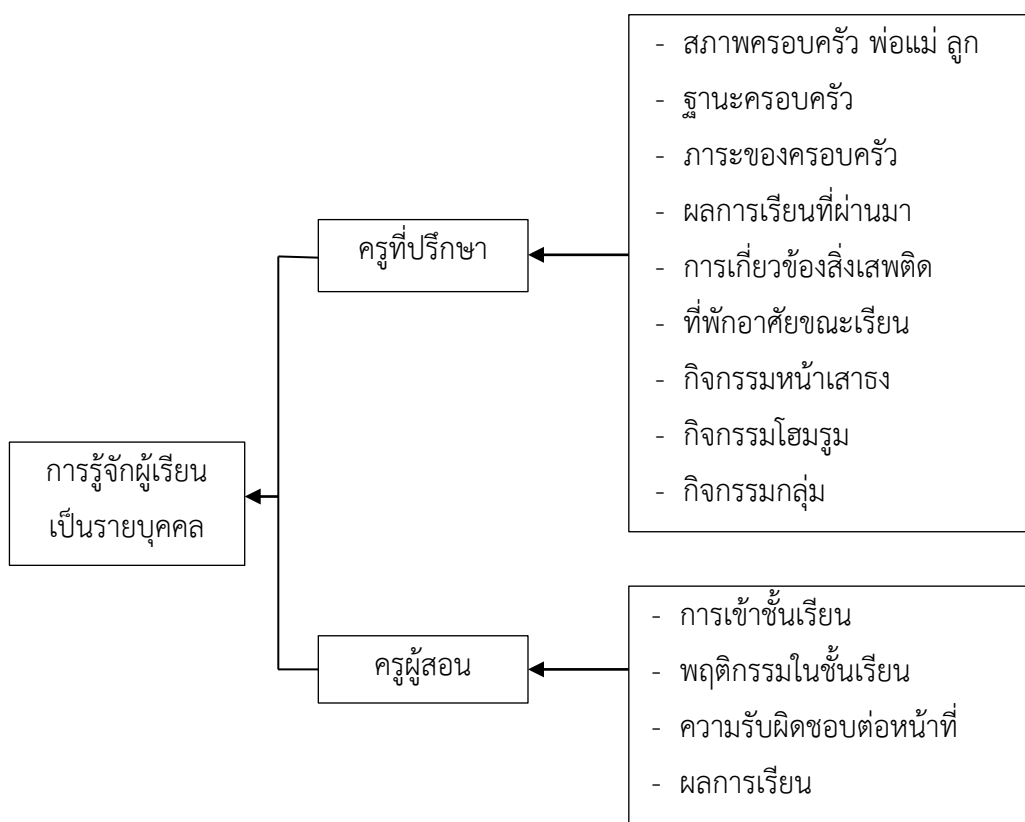 - สภาพครอบครัว พ่อแม่ ลูก
- ฐานะครอบครัว
- ภาระของครอบครัว
- ผลการเรียนที่ผ่านมา
- การเกี่ยวข้องสิ่งเสพติด
- ที่พักอาศัยขณะเรียน
- กิจกรรมหน้าเสาธง
- กิจกรรมโฮมรูม
- กิจกรรมกลุ่ม
ครูที่ปรึกษา
การรู้จักผู้เรียน
เป็นรายบุคคล
ครูผู้สอน
- การเข้าชั้นเรียน
- พฤติกรรมในชั้นเรียน
- ความรับผิดชอบต่อหน้าที่
- ผลการเรียน